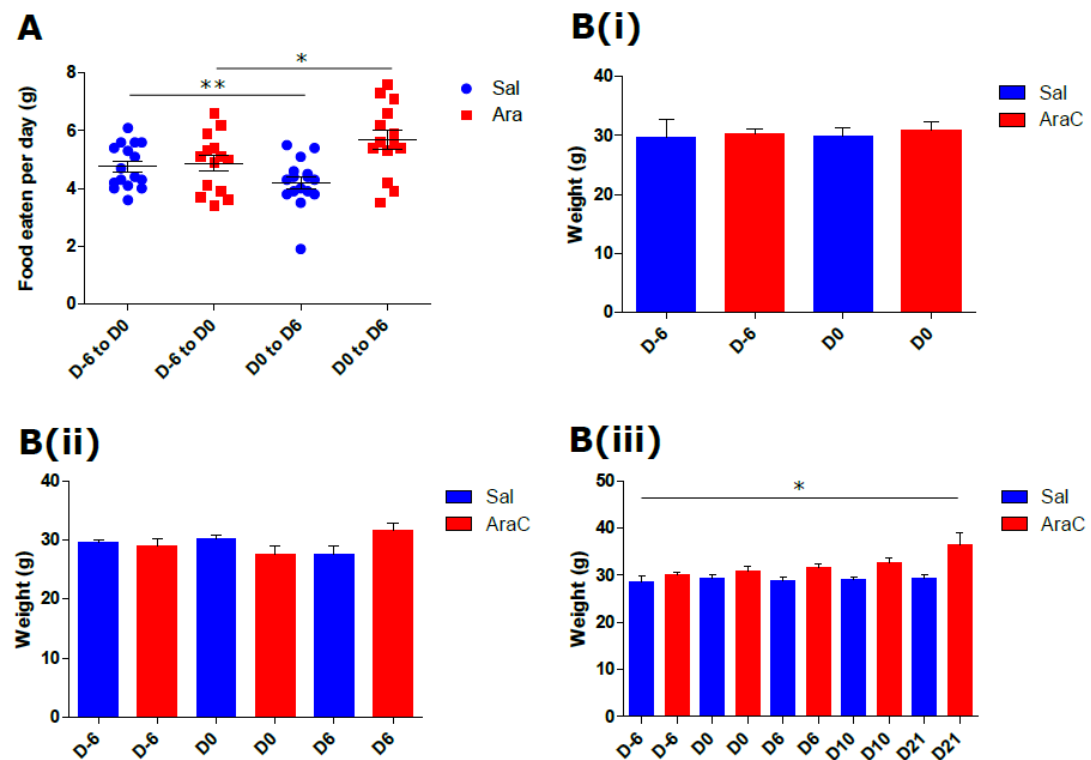 A
Food eaten per day (g)
8
6
4
2
0
**
*
Sal
Ara
D-6 to D0
D-6 to D0
D0 to D6
D0 to D6
B(i)
Weight (g)
40
30
20
10
0
Sal
AraC
D-6
D-6
D0
D0
B(ii)
Weight (g)
40
30
20
10
0
Sal
AraC
D-6
D-6
D0
D0
D6
D6
B(iii)
Weight (g)
50
40
30
20
10
0
*
Sal
AraC
D-6
D-6
D0
D0
D6
D6
D10
D10
D21
D21